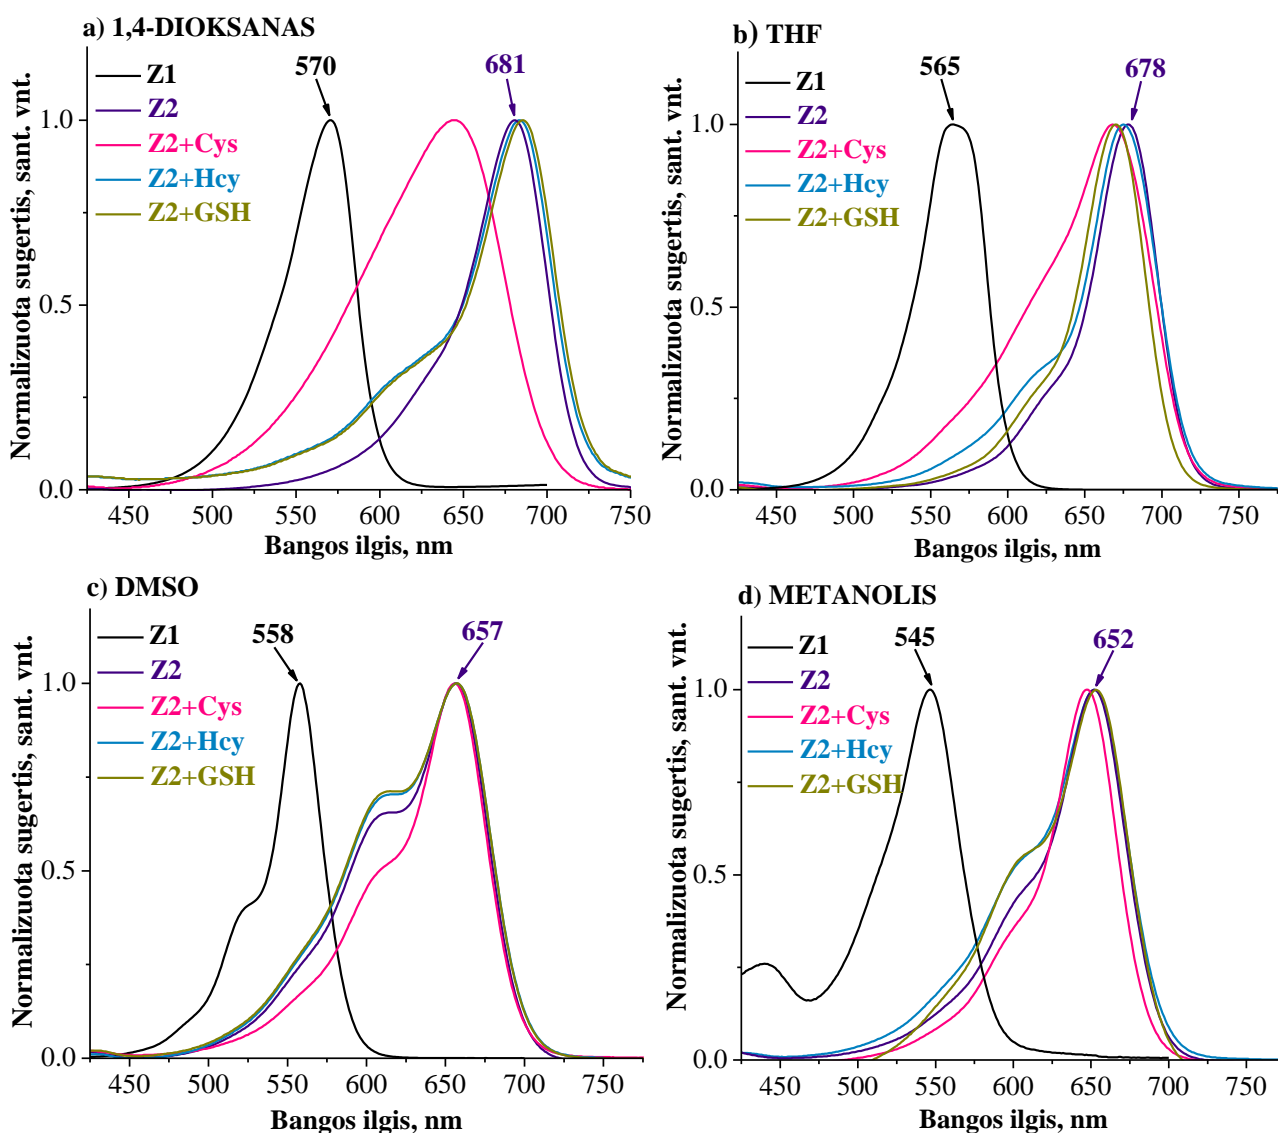 a) 1,4-DIOKSANAS
Normalizuota sugertis, sant. vnt.
Z1
Z2
Z2+Cys
Z2+Hcy
Z2+GSH
570
681
1.0
0.5
0.0
450 500 550 600 650 700 750
Bangos ilgis, nm
b) THF
Normalizuota sugertis, sant. vnt.
Z1
Z2
Z2+Cys
Z2+Hcy
Z2+GSH
565
678
1.0
0.5
0.0
450 500 550 600 650 700 750
Bangos ilgis, nm
c) DMSO
Normalizuota sugertis, sant. vnt.
Z1
Z2
Z2+Cys
Z2+Hcy
Z2+GSH
558
657
1.0
0.5
0.0
450 500 550 600 650 700 750
Bangos ilgis, nm
d) METANOLIS
Normalizuota sugertis, sant. vnt.
Z1
Z2
Z2+Cys
Z2+Hcy
Z2+GSH
545
652
1.0
0.5
0.0
450 500 550 600 650 700 750
Bangos ilgis, nm